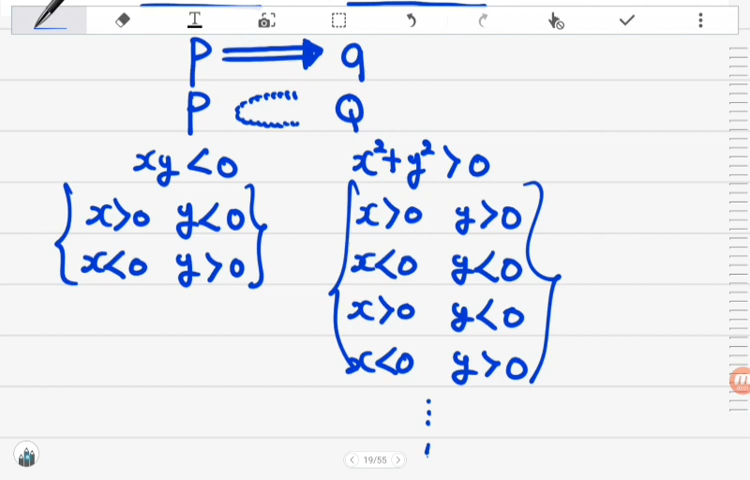 T
P ⟹ q
P ⊂ Q
xy<0 x²+y²>0
{x>0 y<0} {x>0 y>0
x<0 y>0 x<0 y<0
x>0 y<0
x<0 y>0}
⋮
19/55